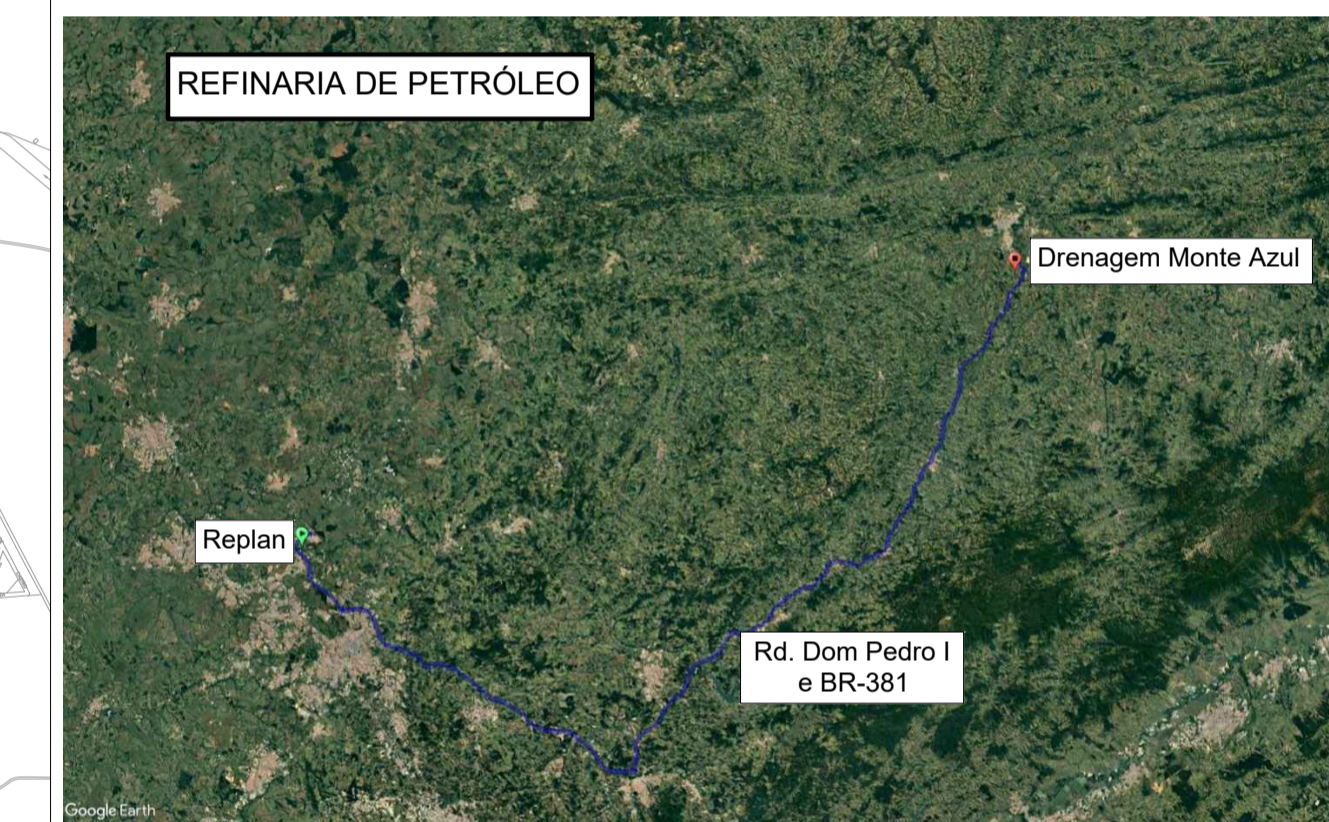 REFINARIA DE PETRÓLEO
Drenagem Monte Azul
Replan
Rd. Dom Pedro I
e BR-381
Google Earth